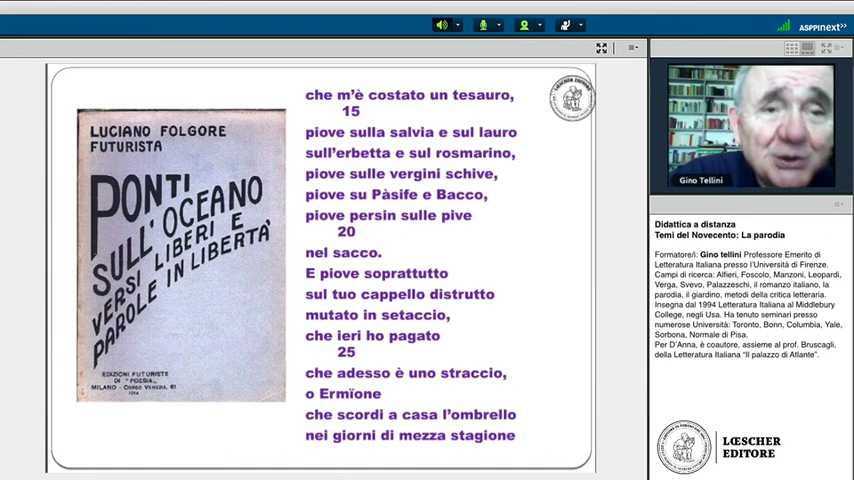 ASPPInext>>
LUCIANO FOLGORE
FUTURISTA
PONTI
SULL'OCEANO
VERSI LIBERI E
PAROLE IN LIBERTÀ
EDIZIONI FUTURISTE
DI "POESIA"
MILANO - CORSO VENEZIA, 61
1914
che m'è costato un tesauro,
15
piove sulla salvia e sul lauro
sull'erbetta e sul rosmarino,
piove sulle vergini schive,
piove su Pàsife e Bacco,
piove persin sulle pive
20
nel sacco.
E piove soprattutto
sul tuo cappello distrutto
mutato in setaccio,
che ieri ho pagato
25
che adesso è uno straccio,
o Ermïone
che scordi a casa l'ombrello
nei giorni di mezza stagione
LOESCHER EDITORE
Gino Tellini
Didattica a distanza
Temi del Novecento: La parodia
Formatore/i: Gino tellini Professore Emerito di
Letteratura Italiana presso l'Università di Firenze.
Campi di ricerca: Alfieri, Foscolo, Manzoni, Leopardi,
Verga, Svevo, Palazzeschi, il romanzo italiano, la
parodia, il giardino, metodi della critica letteraria.
Insegna dal 1994 Letteratura Italiana al Middlebury
College, negli Usa. Ha tenuto seminari presso
numerose Università: Toronto, Bonn, Columbia, Yale,
Sorbona, Normale di Pisa.
Per D'Anna, è coautore, assieme al prof. Bruscagli,
della Letteratura Italiana "Il palazzo di Atlante".
LŒSCHER
EDITORE